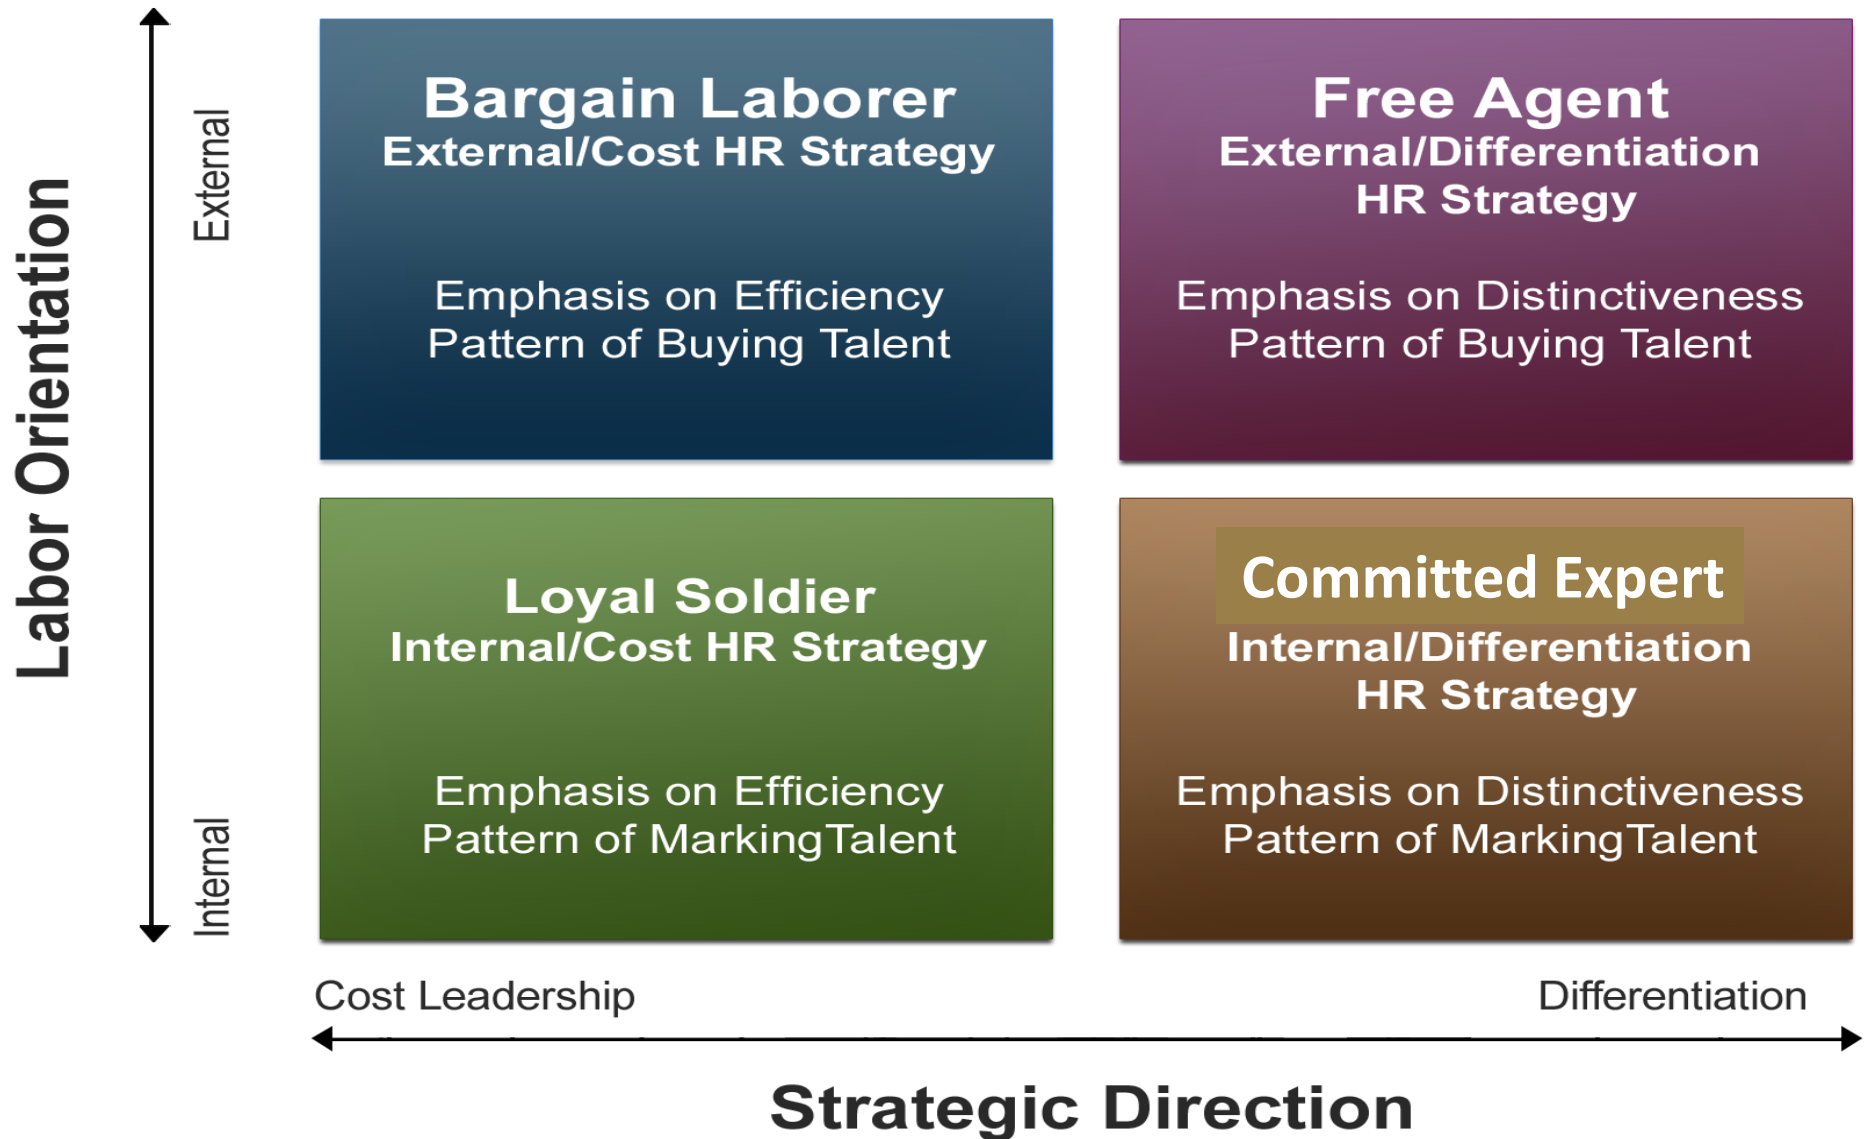 Labor Orientation
External
Internal
Bargain Laborer
External/Cost HR Strategy
Emphasis on Efficiency
Pattern of Buying Talent
Free Agent
External/Differentiation
HR Strategy
Emphasis on Distinctiveness
Pattern of Buying Talent
Loyal Soldier
Internal/Cost HR Strategy
Emphasis on Efficiency
Pattern of MarkingTalent
Committed Expert
Internal/Differentiation
HR Strategy
Emphasis on Distinctiveness
Pattern of MarkingTalent
Cost Leadership
Differentiation
Strategic Direction